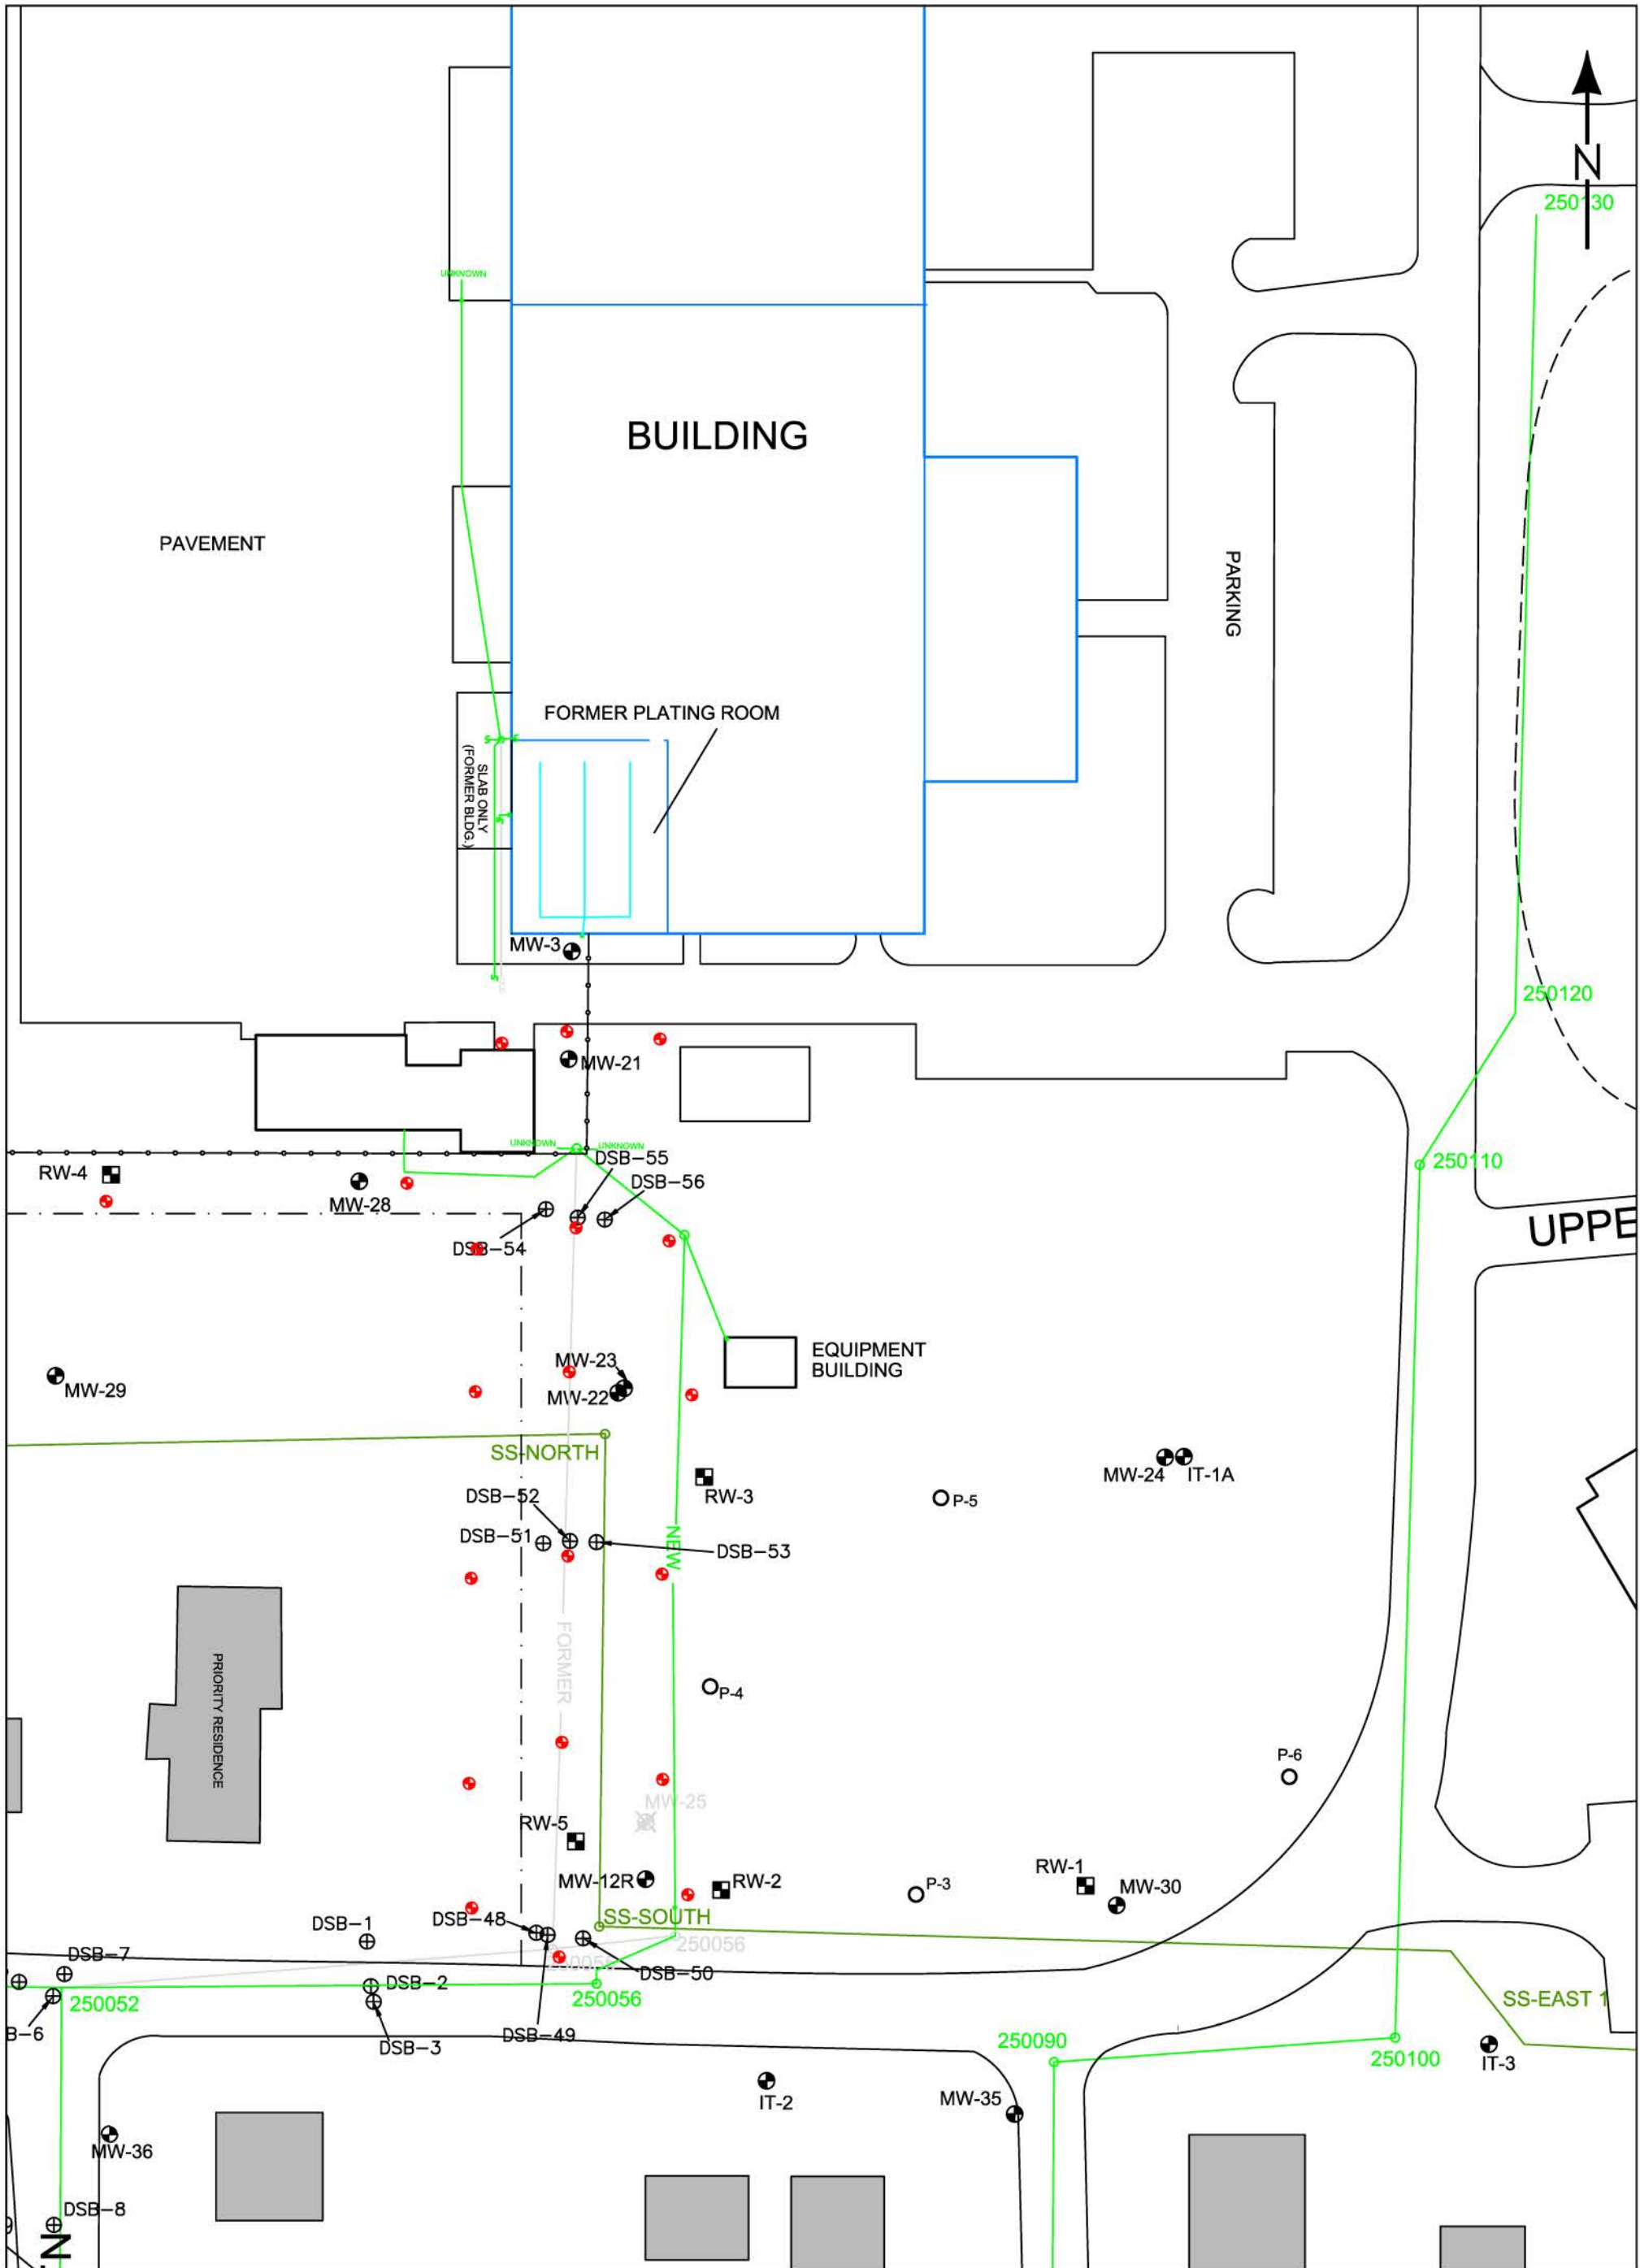 N
250130
UNKNOWN
BUILDING
PAVEMENT
PARKING
FORMER PLATING ROOM
SLAB ONLY
(FORMER BLDG.)
S
S
S
S
MW-3
250120
MW-21
UNKNOWN
UNKNOWN
DSB-55
250110
RW-4
DSB-56
MW-28
UPPE
DSB-54
EQUIPMENT
BUILDING
MW-23
MW-29
MW-22
SS-NORTH
MW-24
IT-1A
DSB-52
RW-3
P-5
DSB-51
NEW
DSB-53
FORMER
PRIORITY RESIDENCE
P-4
P-6
MW-25
RW-5
RW-1
MW-12R
RW-2
P-3
MW-30
DSB-1
DSB-48
SS-SOUTH
250056
DSB-7
DSB-50
DSB-2
250052
250056
SS-EAST 1
B-6
DSB-49
DSB-3
250090
250100
IT-3
IT-2
MW-35
MW-36
DSB-8
N